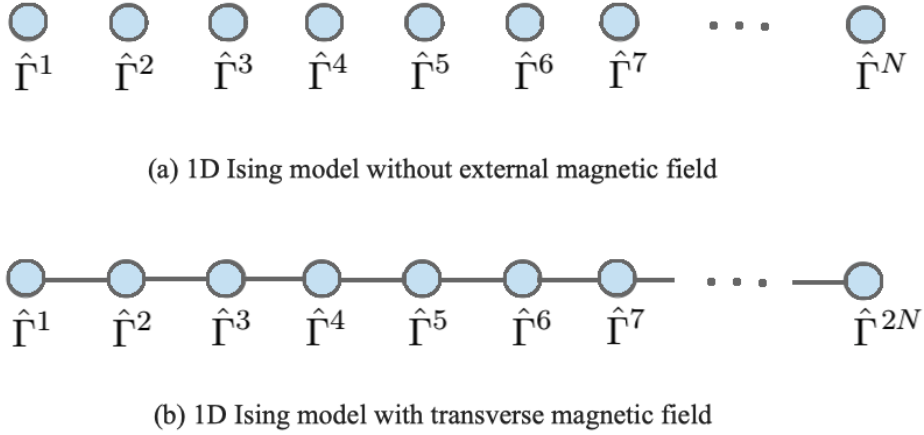 Γ̂¹ Γ̂² Γ̂³ Γ̂⁴ Γ̂⁵ Γ̂⁶ Γ̂⁷ Γ̂ᴺ
(a) 1D Ising model without external magnetic field
Γ̂¹ Γ̂² Γ̂³ Γ̂⁴ Γ̂⁵ Γ̂⁶ Γ̂⁷ Γ̂²ᴺ
(b) 1D Ising model with transverse magnetic field